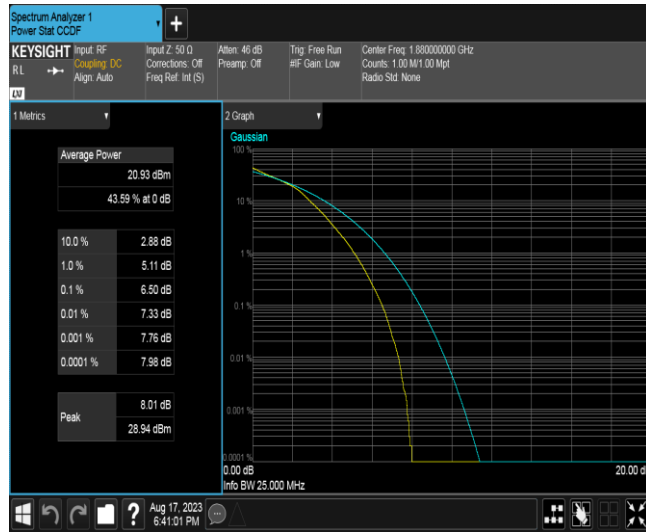 Spectrum Analyzer 1
Power Stat CCDF
+
KEYSIGHT
RL
LXI
Input: RF
Coupling: DC
Align: Auto
Input Z: 50 Ω
Corrections: Off
Freq Ref: Int (S)
Atten: 46 dB
Preamp: Off
Trig: Free Run
#IF Gain: Low
Center Freq: 1.880000000 GHz
Counts: 1.00 M/1.00 Mpt
Radio Std: None
1 Metrics
Average Power
20.93 dBm
43.59 % at 0 dB
10.0 % 2.88 dB
1.0 % 5.11 dB
0.1 % 6.50 dB
0.01 % 7.33 dB
0.001 % 7.76 dB
0.0001 % 7.98 dB
Peak
8.01 dB
28.94 dBm
2 Graph
Gaussian
100 %
10 %
1 %
0.1 %
0.01 %
0.001 %
0.0001 %
0.00 dB
20.00 d
Info BW 25.000 MHz
?
Aug 17, 2023
6:41:01 PM